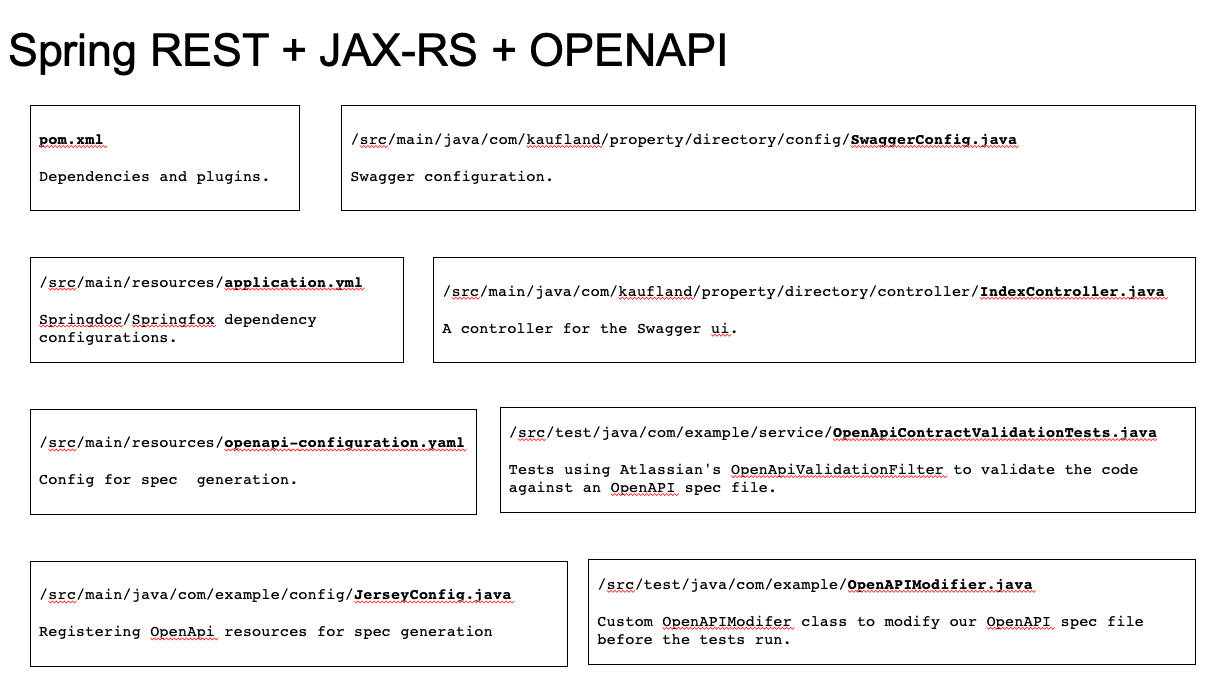 Spring REST + JAX-RS + OPENAPI
pom.xml
Dependencies and plugins.
/src/main/java/com/kaufland/property/directory/config/SwaggerConfig.java
Swagger configuration.
/src/main/resources/application.yml
Springdoc/Springfox dependency
configurations.
/src/main/java/com/kaufland/property/directory/controller/IndexController.java
A controller for the Swagger ui.
/src/main/resources/openapi-configuration.yaml
Config for spec  generation.
/src/test/java/com/example/service/OpenApiContractValidationTests.java
Tests using Atlassian's OpenApiValidationFilter to validate the code
against an OpenAPI spec file.
/src/main/java/com/example/config/JerseyConfig.java
Registering OpenApi resources for spec generation
/src/test/java/com/example/OpenAPIModifier.java
Custom OpenAPIModifer class to modify our OpenAPI spec file
before the tests run.